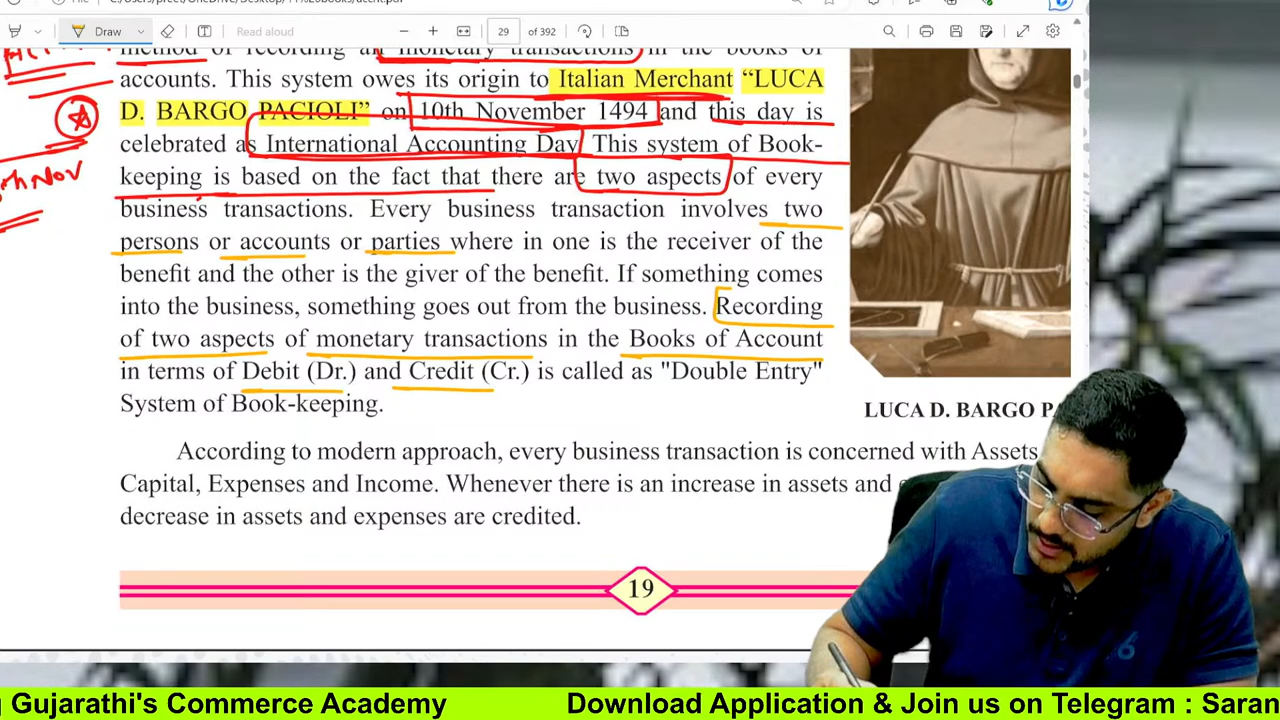 File
C:/Users/preet/OneDrive/Desktop/
Draw
Read aloud
29 of 392
method of recording all monetary transactions in the books of
accounts. This system owes its origin to Italian Merchant “LUCA
D. BARGO PACIOLI” on 10th November 1494 and this day is
celebrated as International Accounting Day. This system of Book-
keeping is based on the fact that there are two aspects of every
business transactions. Every business transaction involves two
persons or accounts or parties where in one is the receiver of the
benefit and the other is the giver of the benefit. If something comes
into the business, something goes out from the business. Recording
of two aspects of monetary transactions in the Books of Account
in terms of Debit (Dr.) and Credit (Cr.) is called as "Double Entry"
System of Book-keeping.
Nov
LUCA D. BARGO
According to modern approach, every business transaction is concerned with Assets
Capital, Expenses and Income. Whenever there is an increase in assets and
decrease in assets and expenses are credited.
19
Gujarathi's Commerce Academy
Download Application & Join us on Telegram : Saran